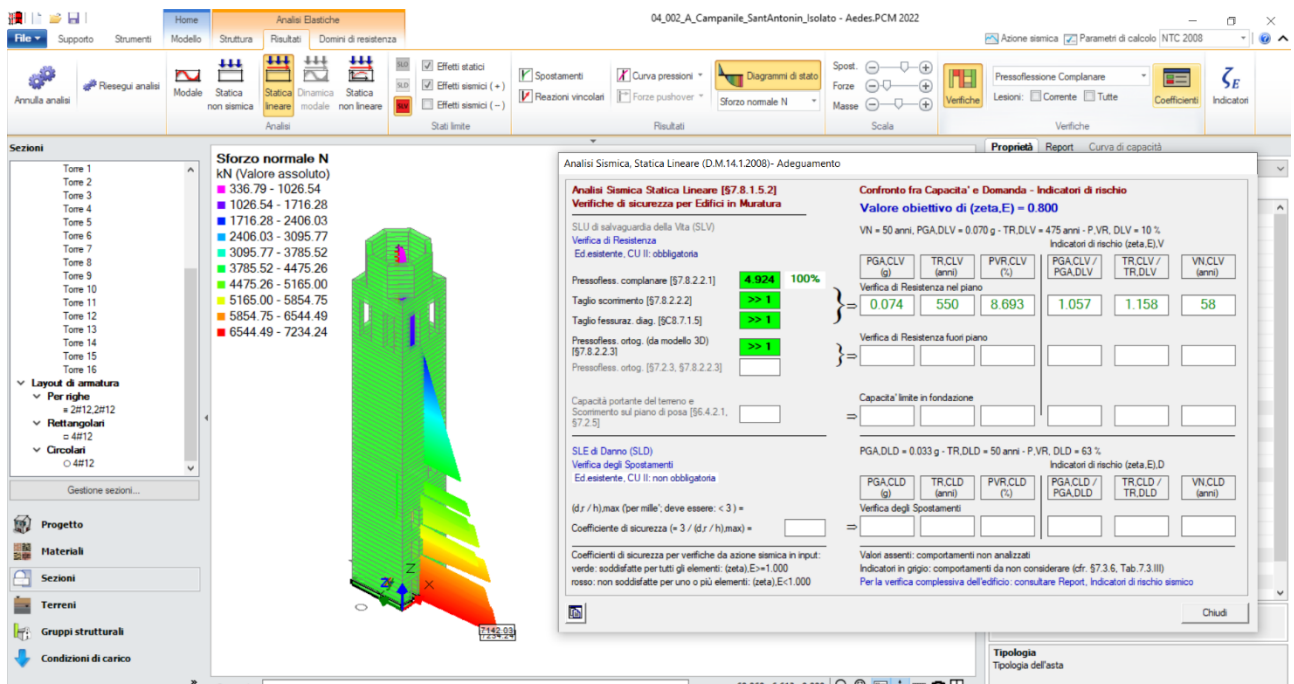 04_002_A_Campanile_SantAntonin_Isolato - Aedes.PCM 2022
Home
Analisi Elastiche
File
Supporto
Strumenti
Modello
Struttura
Risultati
Domini di resistenza
Azione sismica
Parametri di calcolo
NTC 2008
Annulla analisi
Riesegui analisi
Modale
Statica non sismica
Statica lineare
Dinamica modale
Statica non lineare
Analisi
SLU
SLD
SLV
Effetti statici
Effetti sismici (+)
Effetti sismici (−)
Stati limite
Spostamenti
Reazioni vincolari
Curva pressioni
Forze pushover
Diagrammi di stato
Sforzo normale N
Risultati
Spost.
Forze
Masse
Scala
Verifiche
Pressoflessione Complanare
Lesioni:
Corrente
Tutte
Coefficienti
Verifiche
ζE
Indicatori
Sezioni
Torre 1
Torre 2
Torre 3
Torre 4
Torre 5
Torre 6
Torre 7
Torre 8
Torre 9
Torre 10
Torre 11
Torre 12
Torre 13
Torre 14
Torre 15
Torre 16
Layout di armatura
Per righe
2#12,2#12
Rettangolari
4#12
Circolari
4#12
Gestione sezioni...
Progetto
Materiali
Sezioni
Terreni
Gruppi strutturali
Condizioni di carico
»
Sforzo normale N
kN (Valore assoluto)
336.79 - 1026.54
1026.54 - 1716.28
1716.28 - 2406.03
2406.03 - 3095.77
3095.77 - 3785.52
3785.52 - 4475.26
4475.26 - 5165.00
5165.00 - 5854.75
5854.75 - 6544.49
6544.49 - 7234.24
Z
Z
X
7142.03
7234.24
Proprietà
Report
Curva di capacità
Analisi Sismica, Statica Lineare (D.M.14.1.2008)- Adeguamento
Analisi Sismica Statica Lineare [§7.8.1.5.2]
Verifiche di sicurezza per Edifici in Muratura
SLU di salvaguardia della Vita (SLV)
Verifica di Resistenza
Ed.esistente, CU II: obbligatoria
Pressofless. complanare [§7.8.2.2.1]
4.924
100%
Taglio scorrimento [§7.8.2.2.2]
>> 1
Taglio fessuraz. diag. [§C8.7.1.5]
>> 1
Pressofless. ortog. (da modello 3D)
[§7.8.2.2.3]
>> 1
Pressofless. ortog. [§7.2.3, §7.8.2.2.3]
Capacità portante del terreno e
Scorrimento sul piano di posa [§6.4.2.1,
§7.2.5]
SLE di Danno (SLD)
Verifica degli Spostamenti
Ed.esistente, CU II: non obbligatoria
(d,r / h),max ('per mille'; deve essere: < 3 ) =
Coefficiente di sicurezza (= 3 / (d,r / h),max) =
Coefficienti di sicurezza per verifiche da azione sismica in input:
verde: soddisfatte per tutti gli elementi: (zeta),E>=1.000
rosso: non soddisfatte per uno o più elementi: (zeta),E<1.000
Confronto fra Capacita' e Domanda - Indicatori di rischio
Valore obiettivo di (zeta,E) = 0.800
VN = 50 anni, PGA,DLV = 0.070 g - TR,DLV = 475 anni - P,VR, DLV = 10 %
Indicatori di rischio (zeta,E),V
PGA,CLV (g)
TR,CLV (anni)
PVR,CLV (%)
PGA,CLV / PGA,DLV
TR,CLV / TR,DLV
VN,CLV (anni)
Verifica di Resistenza nel piano
0.074
550
8.693
1.057
1.158
58
Verifica di Resistenza fuori piano
Capacita' limite in fondazione
PGA,DLD = 0.033 g - TR,DLD = 50 anni - P,VR, DLD = 63 %
Indicatori di rischio (zeta,E),D
PGA,CLD (g)
TR,CLD (anni)
PVR,CLD (%)
PGA,CLD / PGA,DLD
TR,CLD / TR,DLD
VN,CLD (anni)
Verifica degli Spostamenti
Valori assenti: comportamenti non analizzati
Indicatori in grigio: comportamenti da non considerare (cfr. §7.3.6, Tab.7.3.III)
Per la verifica complessiva dell'edificio: consultare Report, Indicatori di rischio sismico
Chiudi
Tipologia
Tipologia dell'asta